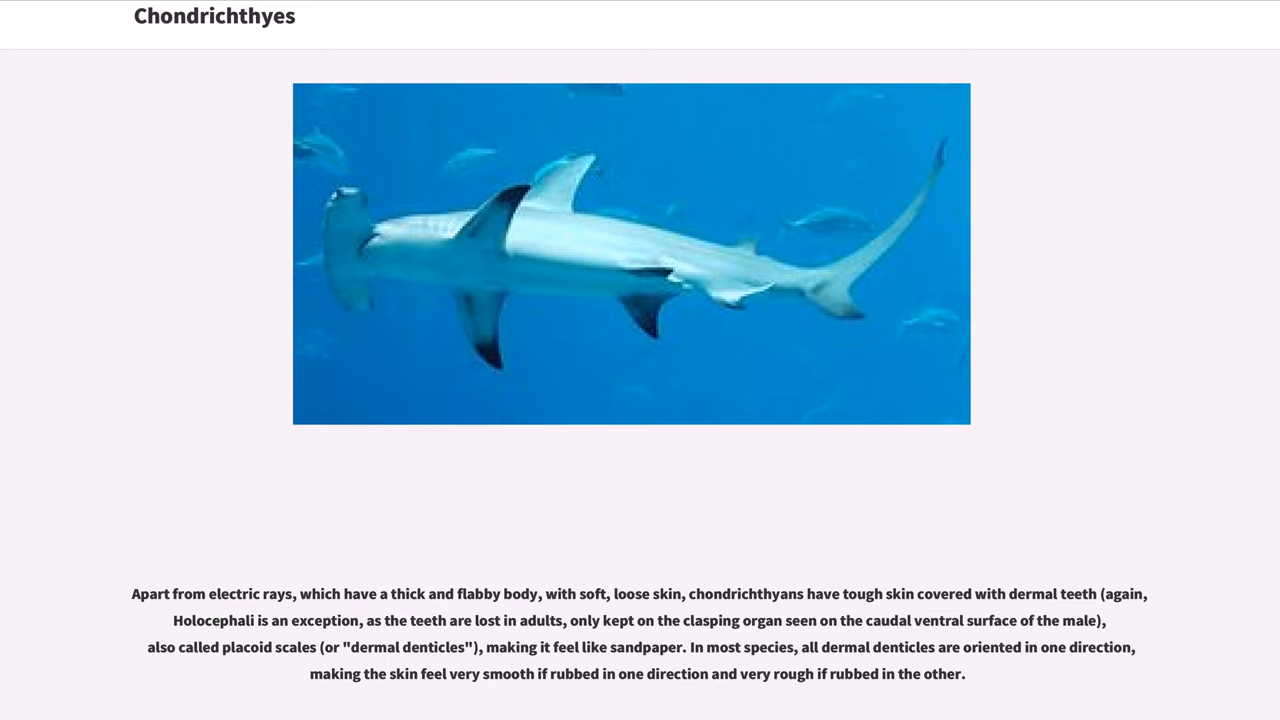 Chondrichthyes
Apart from electric rays, which have a thick and flabby body, with soft, loose skin, chondrichthyans have tough skin covered with dermal teeth (again,
Holocephali is an exception, as the teeth are lost in adults, only kept on the clasping organ seen on the caudal ventral surface of the male),
also called placoid scales (or "dermal denticles"), making it feel like sandpaper. In most species, all dermal denticles are oriented in one direction,
making the skin feel very smooth if rubbed in one direction and very rough if rubbed in the other.